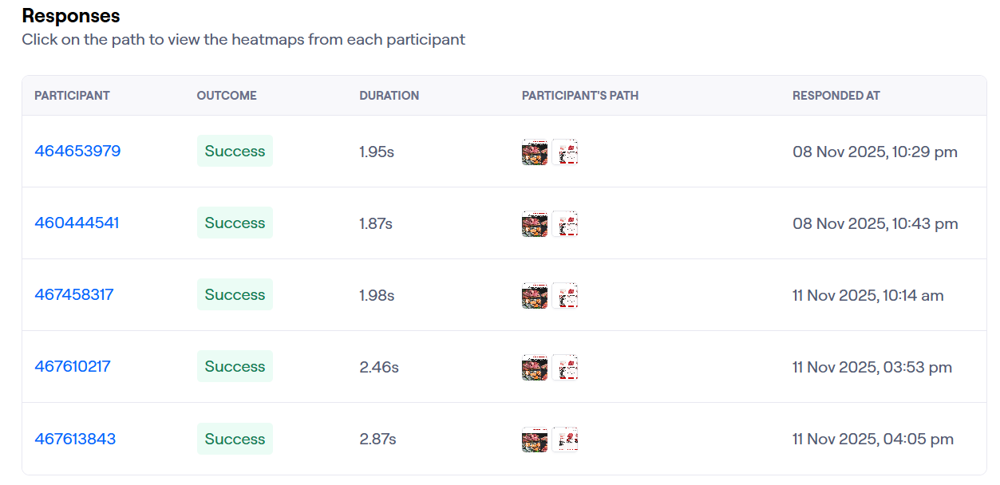 Responses
Click on the path to view the heatmaps from each participant
PARTICIPANT OUTCOME DURATION PARTICIPANT'S PATH RESPONDED AT
464653979 Success 1.95s 08 Nov 2025, 10:29 pm
460444541 Success 1.87s 08 Nov 2025, 10:43 pm
467458317 Success 1.98s 11 Nov 2025, 10:14 am
467610217 Success 2.46s 11 Nov 2025, 03:53 pm
467613843 Success 2.87s 11 Nov 2025, 04:05 pm